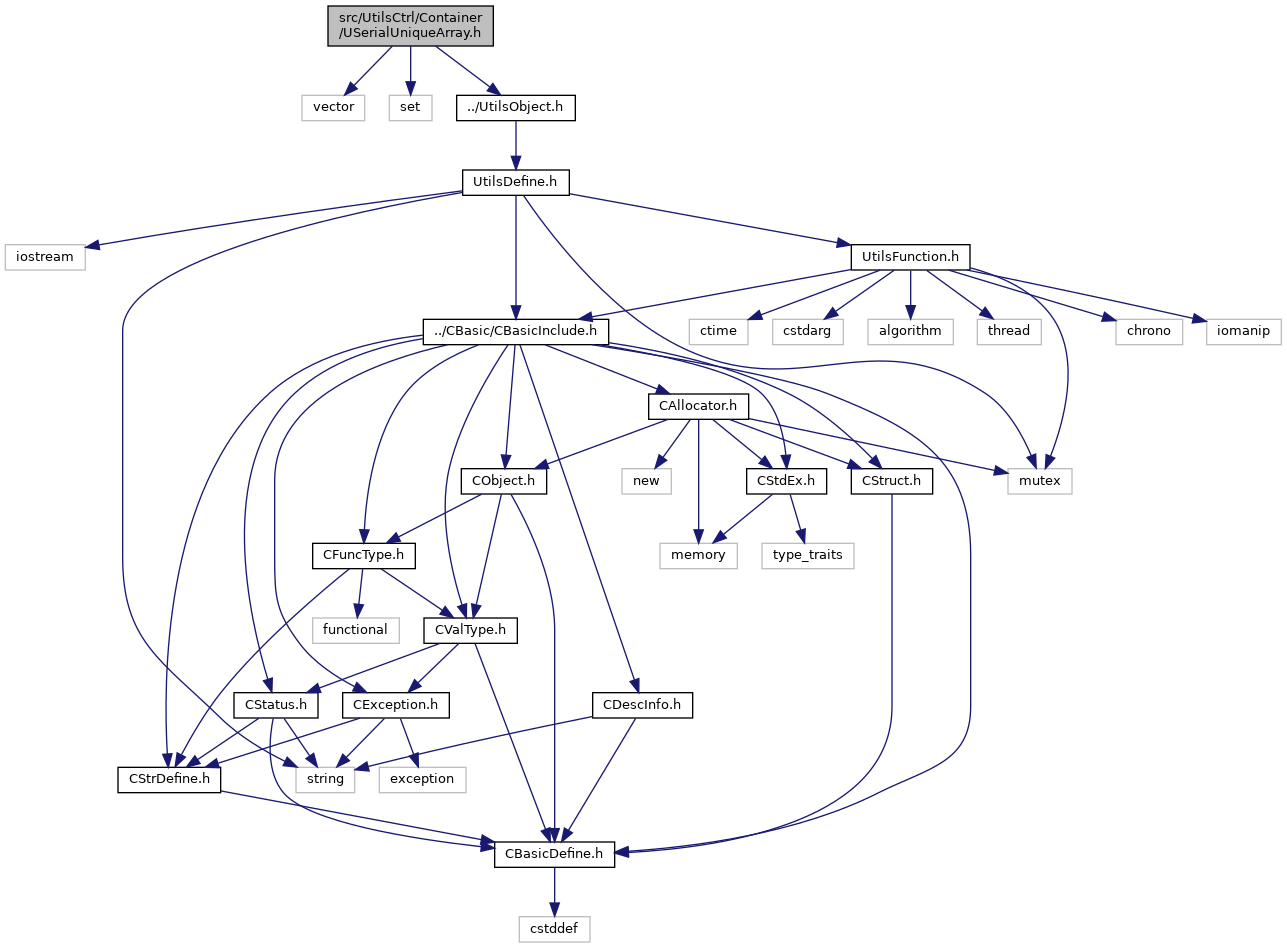 src/UtilsCtrl/Container
/USerialUniqueArray.h
vector
set
../UtilsObject.h
UtilsDefine.h
iostream
UtilsFunction.h
../CBasic/CBasicInclude.h
ctime
cstdarg
algorithm
thread
chrono
iomanip
CAllocator.h
CObject.h
new
CStdEx.h
CStruct.h
mutex
CFuncType.h
memory
type_traits
functional
CValType.h
CStatus.h
CException.h
CDescInfo.h
CStrDefine.h
string
exception
CBasicDefine.h
cstddef